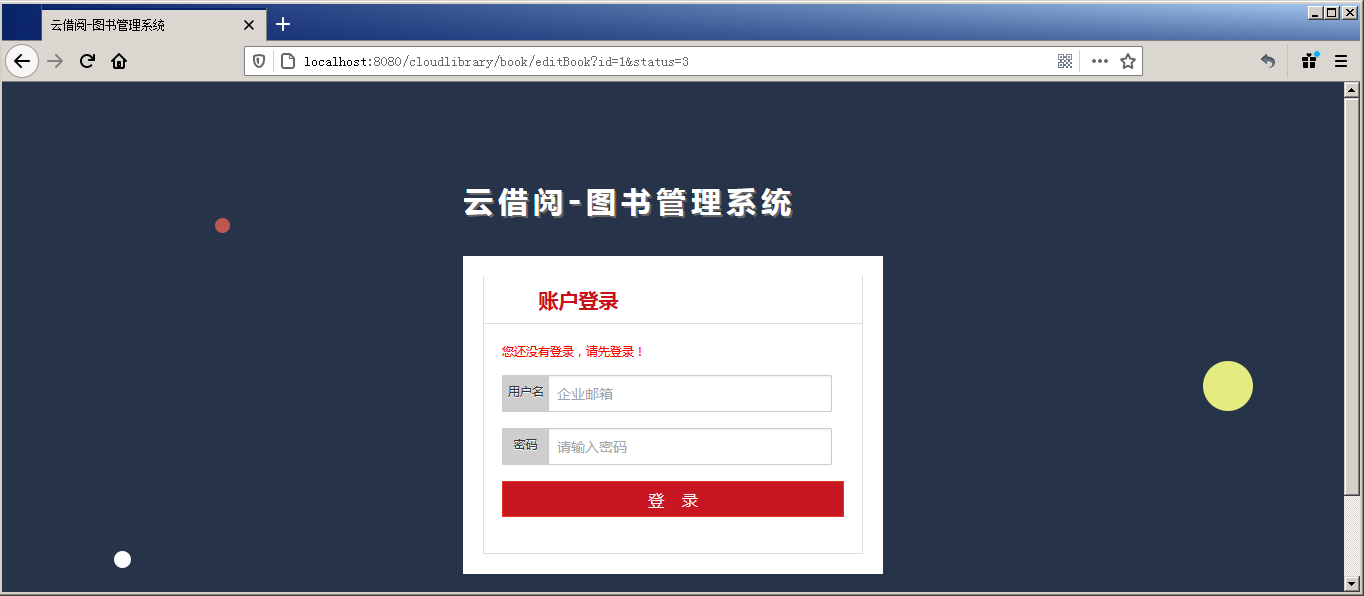 云借阅-图书管理系统
localhost:8080/cloudlibrary/book/editBook?id=1&status=3
云借阅-图书管理系统
账户登录
您还没有登录，请先登录！
用户名 企业邮箱
密码 请输入密码
登 录